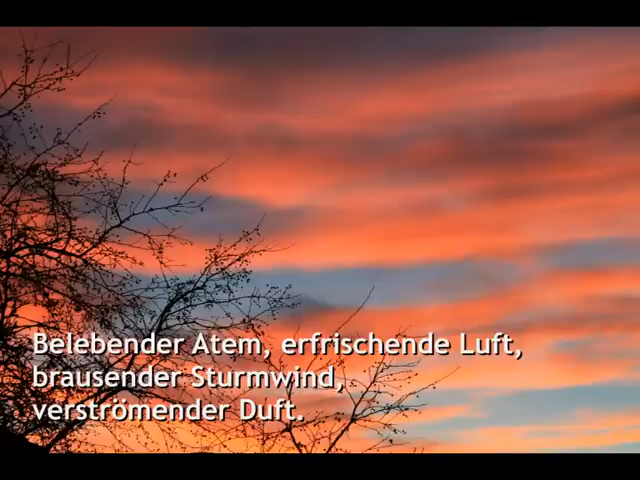 Belebender Atem, erfrischende Luft,
brausender Sturmwind,
verströmender Duft.